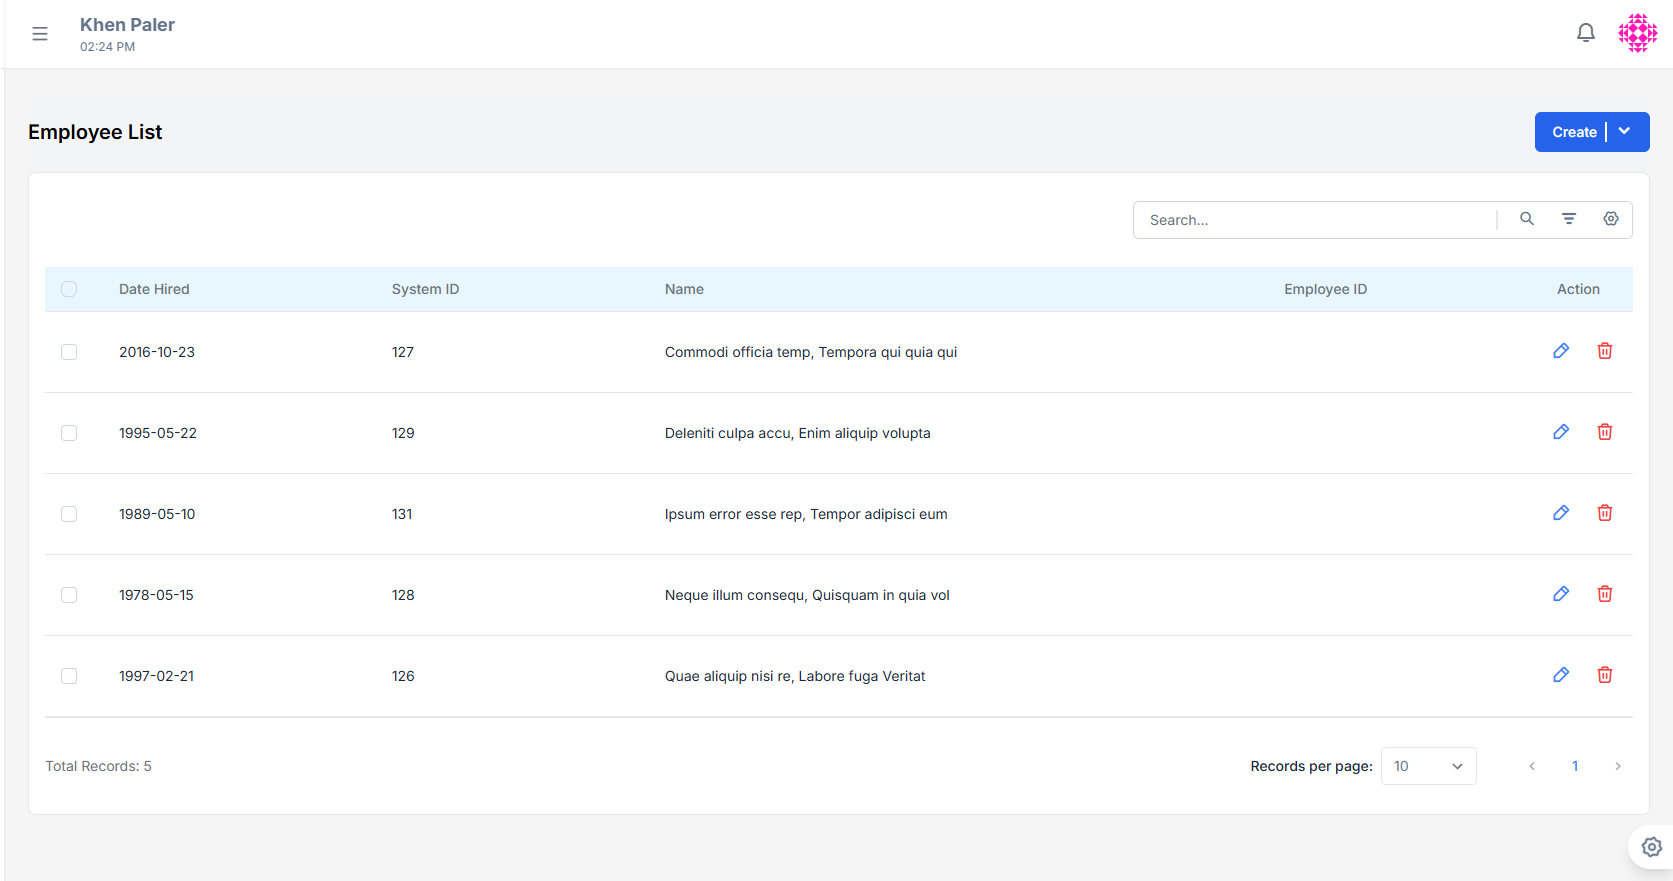 Khen Paler
02:24 PM
Employee List
Create
Search...
Date Hired System ID Name Employee ID Action
2016-10-23 127 Commodi officia temp, Tempora qui quia qui
1995-05-22 129 Deleniti culpa accu, Enim aliquip volupta
1989-05-10 131 Ipsum error esse rep, Tempor adipisci eum
1978-05-15 128 Neque illum consequ, Quisquam in quia vol
1997-02-21 126 Quae aliquip nisi re, Labore fuga Veritat
Total Records: 5 Records per page: 10 1